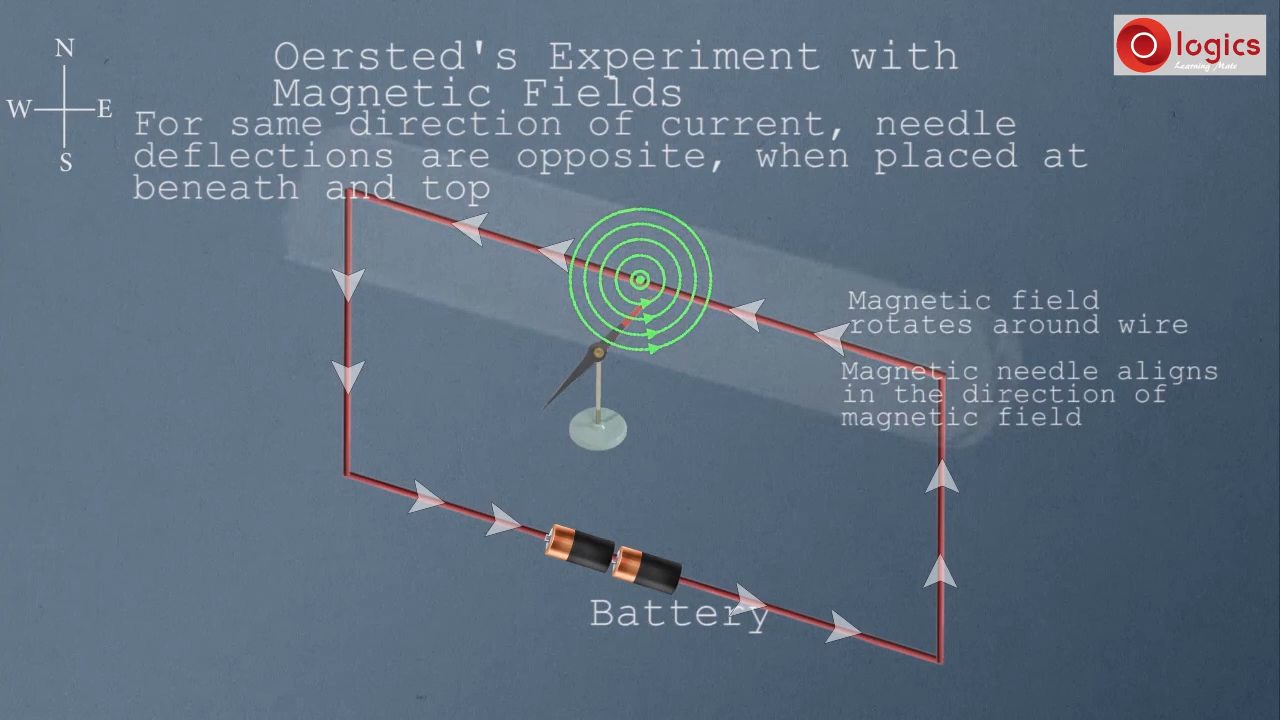 N
W E
S
Oersted's Experiment with
Magnetic Fields
For same direction of current, needle
deflections are opposite, when placed at
beneath and top
logics
Learning Mate
Magnetic field
rotates around wire
Magnetic needle aligns
in the direction of
magnetic field
Battery